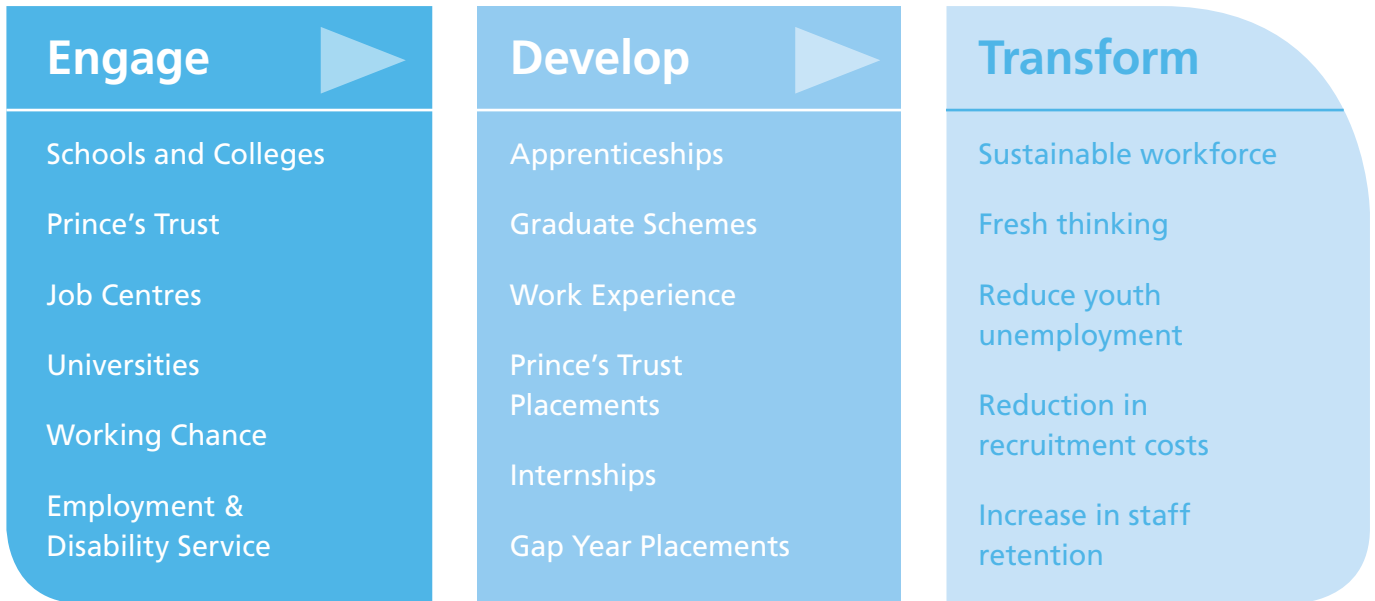 Engage
Schools and Colleges
Prince’s Trust
Job Centres
Universities
Working Chance
Employment &
Disability Service
Develop
Apprenticeships
Graduate Schemes
Work Experience
Prince’s Trust
Placements
Internships
Gap Year Placements
Transform
Sustainable workforce
Fresh thinking
Reduce youth
unemployment
Reduction in
recruitment costs
Increase in staff
retention